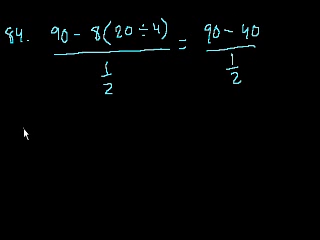 84. 90 - 8(20 ÷ 4) / 1/2 = 90 - 40 / 1/2